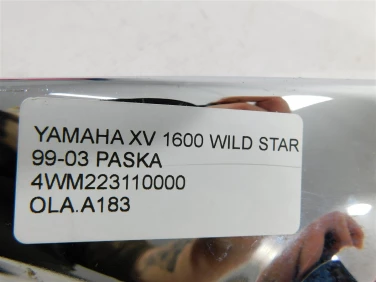 YAMAHA XV 1600 WILD STAR
99-03 PASKA
4WM223110000
OLA.A183